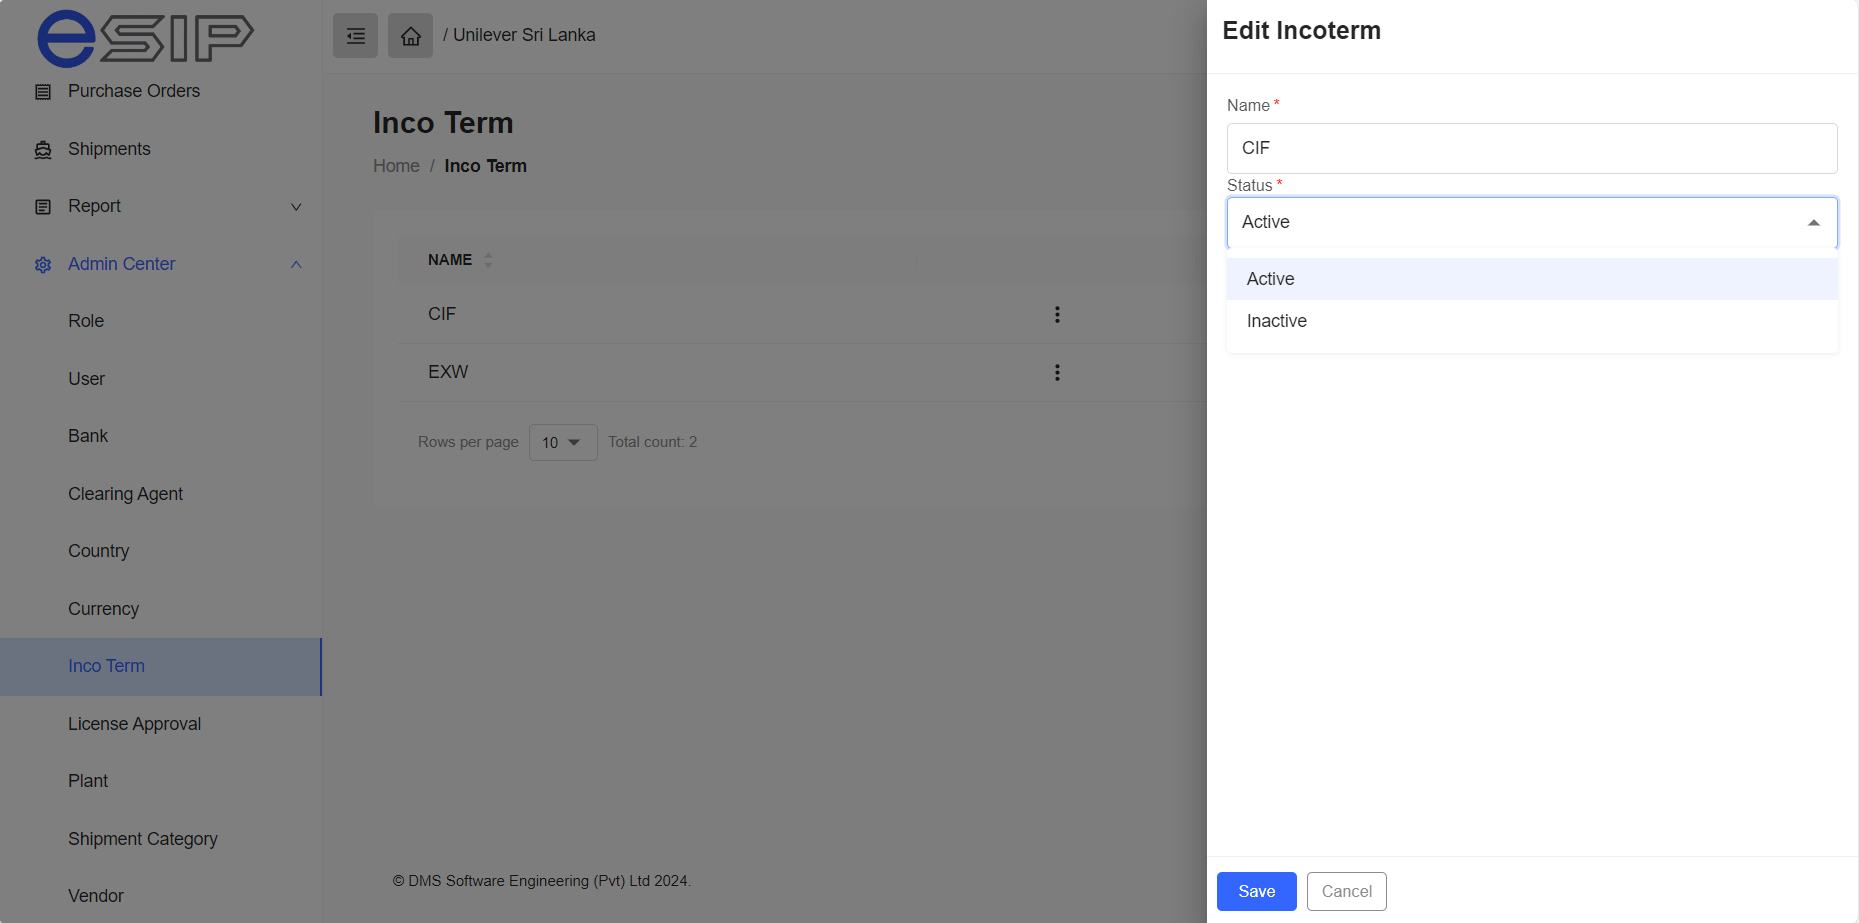 eSIP
Purchase Orders
Shipments
Report
Admin Center
Role
User
Bank
Clearing Agent
Country
Currency
Inco Term
License Approval
Plant
Shipment Category
Vendor
/ Unilever Sri Lanka
Inco Term
Home / Inco Term
NAME
CIF
EXW
Rows per page 10 Total count: 2
© DMS Software Engineering (Pvt) Ltd 2024.
Edit Incoterm
Name *
CIF
Status *
Active
Active
Inactive
Save Cancel